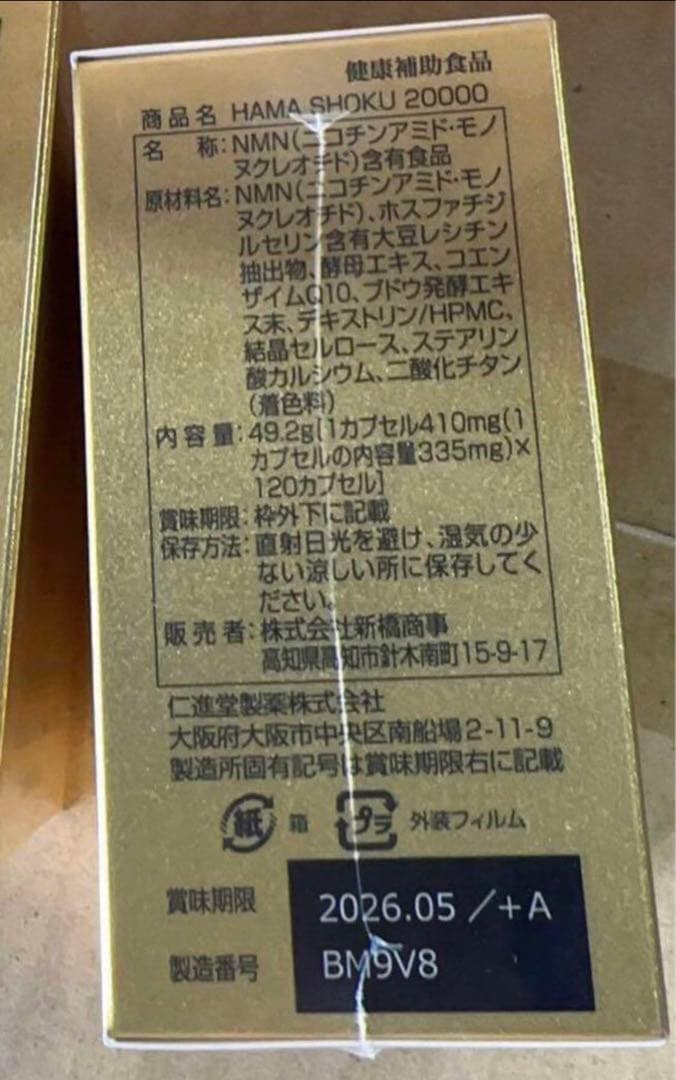 健康補助食品
商品名 HAMA SHOKU 20000
名称:NMN(ニコチンアミド・モノ
ヌクレオチド)含有食品
原材料名:NMN(ニコチンアミド・モノ
ヌクレオチド)、ホスファチジ
ルセリン含有大豆レシチン
抽出物、酵母エキス、コエン
ザイムQ10、ブドウ発酵エキ
ス末、デキストリン/HPMC、
結晶セルロース、ステアリン
酸カルシウム、二酸化チタン
(着色料)
内容量:49.2g[1カプセル410mg(1
カプセルの内容量335mg)×
120カプセル]
賞味期限:枠外下に記載
保存方法:直射日光を避け、湿気の少
ない涼しい所に保存してく
ださい。
販売者:株式会社新橋商事
高知県高知市針木南町15-9-17
仁進堂製薬株式会社
大阪府大阪市中央区南船場2-11-9
製造所固有記号は賞味期限右に記載
紙 箱 プラ 外装フィルム
賞味期限 2026.05 /+A
製造番号 BM9V8